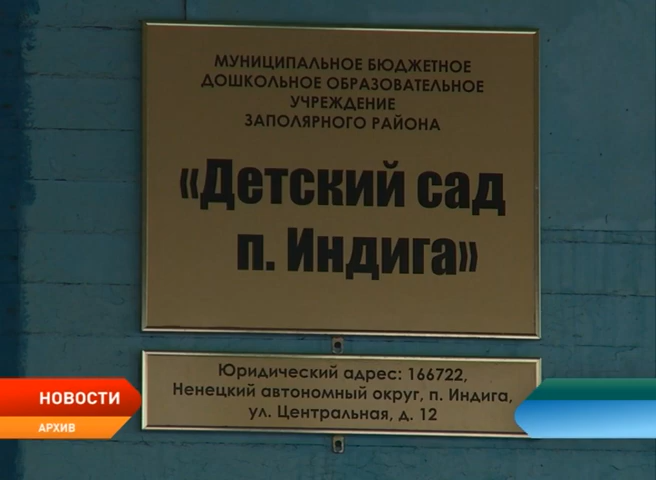 МУНИЦИПАЛЬНОЕ БЮДЖЕТНОЕ
ДОШКОЛЬНОЕ ОБРАЗОВАТЕЛЬНОЕ
УЧРЕЖДЕНИЕ
ЗАПОЛЯРНОГО РАЙОНА
«Детский сад
п. Индига»
Юридический адрес: 166722,
Ненецкий автономный округ, п. Индига,
ул. Центральная, д. 12
НОВОСТИ
АРХИВ